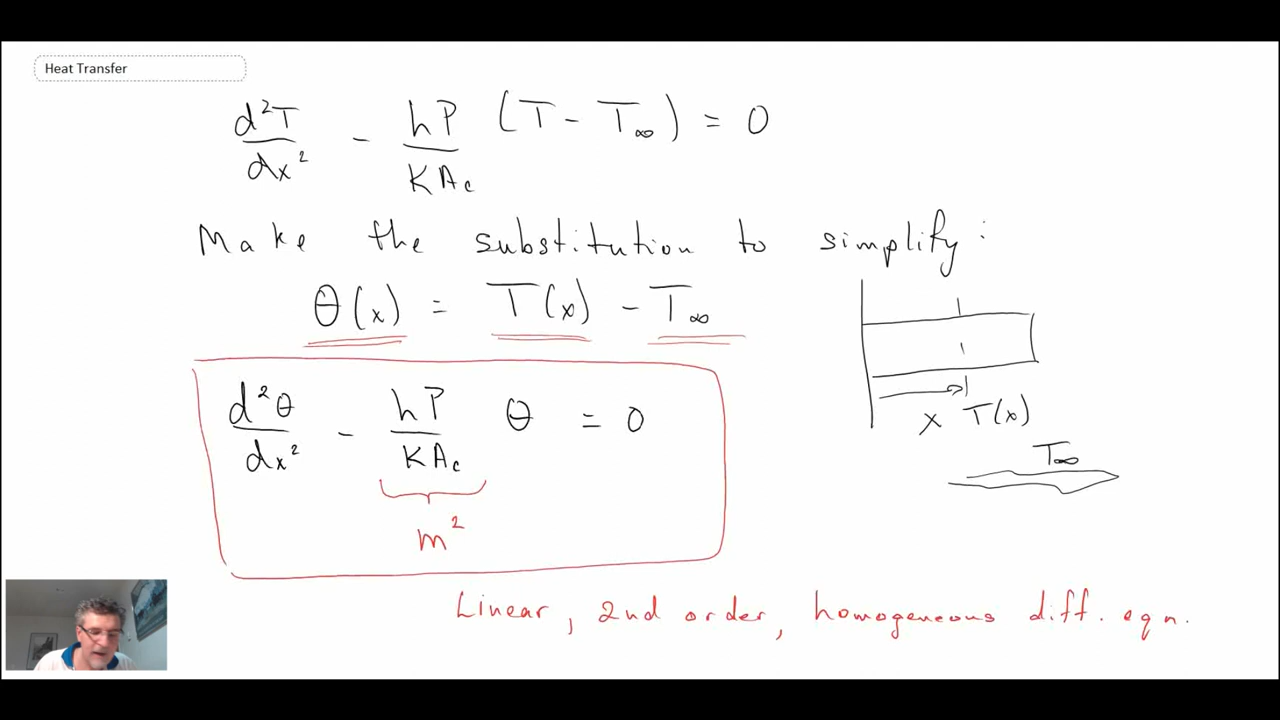 Heat Transfer
d²T/dx² - hP/KAc (T - T∞) = 0
Make the substitution to simplify:
θ(x) = T(x) - T∞
d²θ/dx² - hP/KAc θ = 0
m²
x T(x)
T∞
Linear, 2nd order, homogeneous diff. eqn.